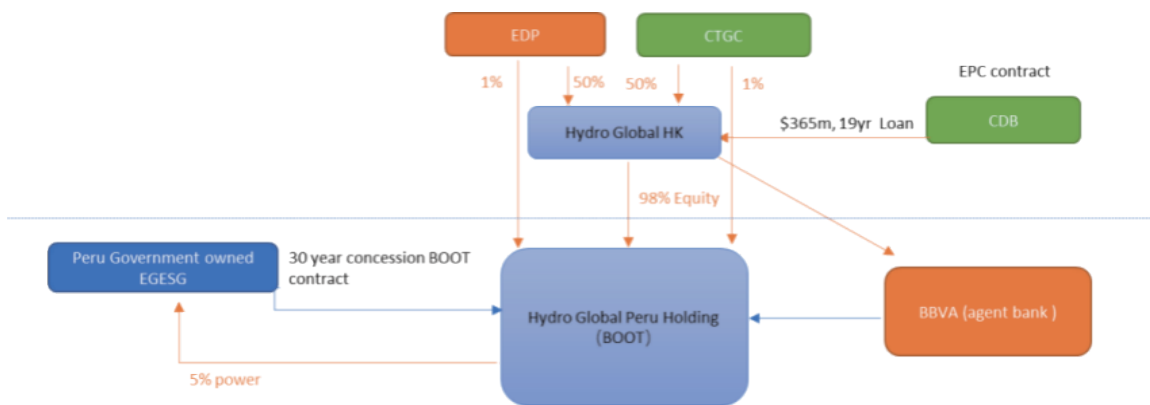 EDP
CTGC
1%
50%
50%
1%
EPC contract
Hydro Global HK
$365m, 19yr Loan
CDB
98% Equity
Peru Government owned
EGESG
30 year concession BOOT
contract
Hydro Global Peru Holding
(BOOT)
BBVA (agent bank )
5% power